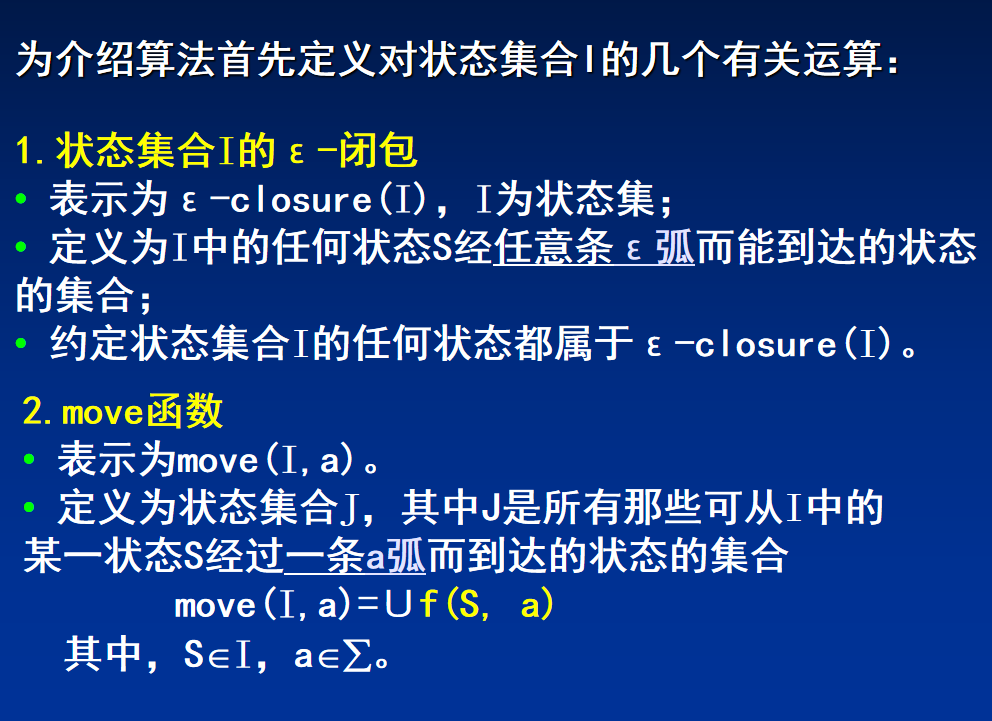 为介绍算法首先定义对状态集合I的几个有关运算：
1.状态集合I的ε-闭包
• 表示为ε-closure(I)，I为状态集；
• 定义为I中的任何状态S经任意条ε弧而能到达的状态
的集合；
• 约定状态集合I的任何状态都属于ε-closure(I)。
2.move函数
• 表示为move(I,a)。
• 定义为状态集合J，其中J是所有那些可从I中的
某一状态S经过一条a弧而到达的状态的集合
move(I,a)=∪f(S, a)
其中，S∈I，a∈∑。